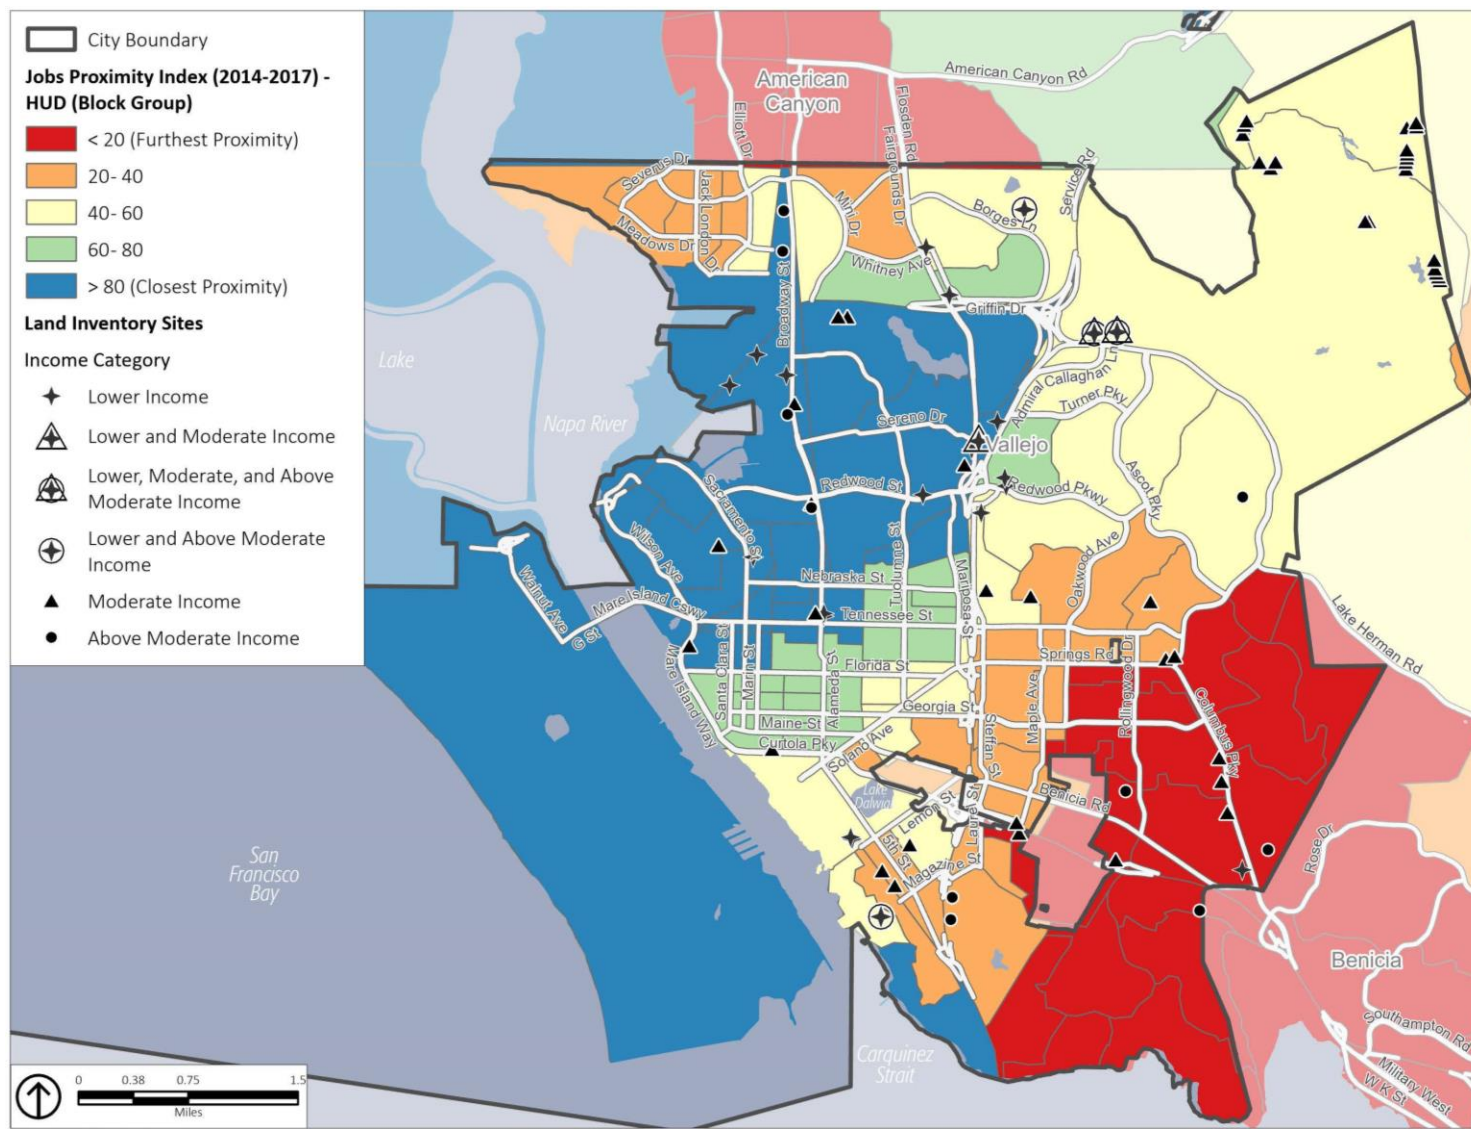 City Boundary
Jobs Proximity Index (2014-2017) -
HUD (Block Group)
< 20 (Furthest Proximity)
20- 40
40- 60
60- 80
> 80 (Closest Proximity)
Land Inventory Sites
Income Category
Lower Income
Lower and Moderate Income
Lower, Moderate, and Above
Moderate Income
Lower and Above Moderate
Income
Moderate Income
Above Moderate Income
American
Canyon
American Canyon Rd
Elliott Dr
Flosden Rd
Fairgrounds Dr
Service Rd
Severus Dr
Jack London Dr
Meadows Dr
Mini Dr
Borges Ln
Whitney Ave
Broadway St
Griffin Dr
Lake
Napa River
Callaghan Ln
Admiral
Turner Pky
Sereno Dr
Vallejo
Ascot Pky
Redwood St
Redwood Pkwy
Sacramento St
Wilson Ave
Tuolumne St
Oakwood Ave
Nebraska St
Mariposa St
Walnut Ave
G St
Mare Island Cswy
Tennessee St
Lake Herman Rd
Santa Clara St
Marin St
Florida St
Alameda St
Springs Rd
Rollingwood Dr
Mare Island Way
Georgia St
Maine St
Maple Ave
Steffan St
Columbus Pky
Curtola Pky
Solano Ave
Lake
Dalwia
Lemon St
Laurel St
Benicia Rd
5th St
Magazine St
Rose Dr
San
Francisco
Bay
Benicia
Southampton Rd
Carquinez
Strait
Military West
W K St
0 0.38 0.75 1.5
Miles